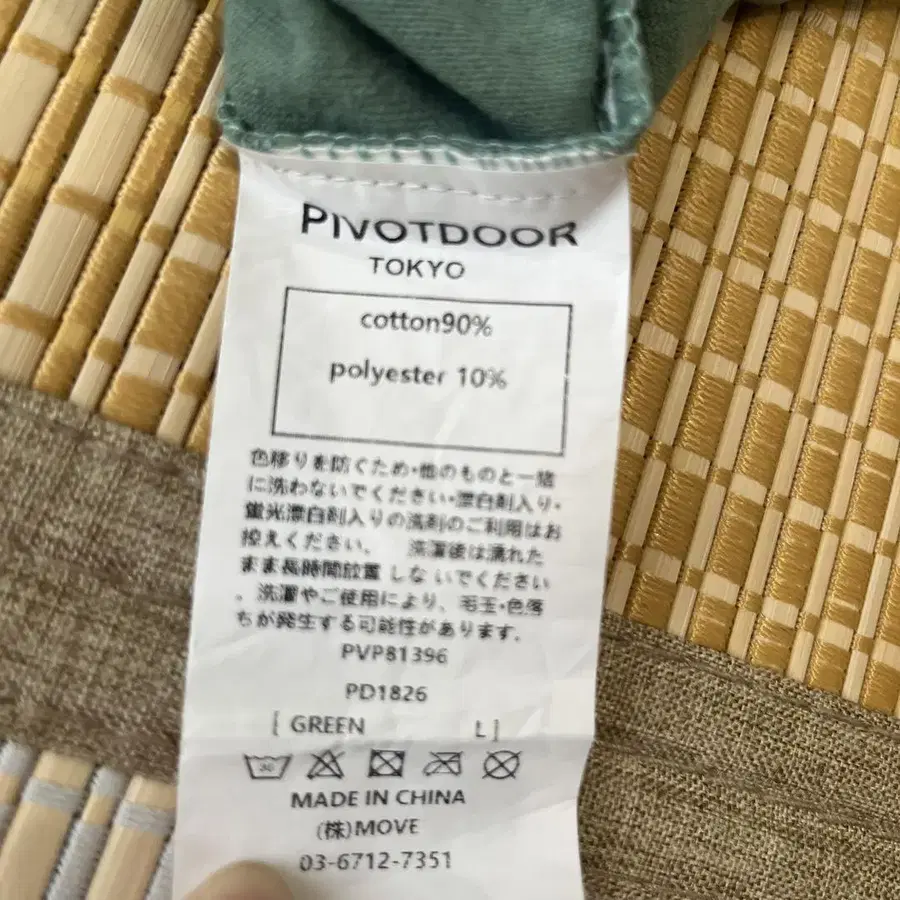 PIVOTDOOR
TOKYO
cotton90%
polyester 10%
色移りを防ぐため・他のものと一緒
に洗わないでください・漂白剤入り・
蛍光漂白剤入りの洗剤のご利用はお
控えください。 洗濯後は濡れた
まま長時間放置 しな いでください
。洗濯やご使用により、毛玉・色落
ちが発生する可能性があります.
PVP81396
PD1826
[ GREEN L]
30
MADE IN CHINA
(株)MOVE
03-6712-7351